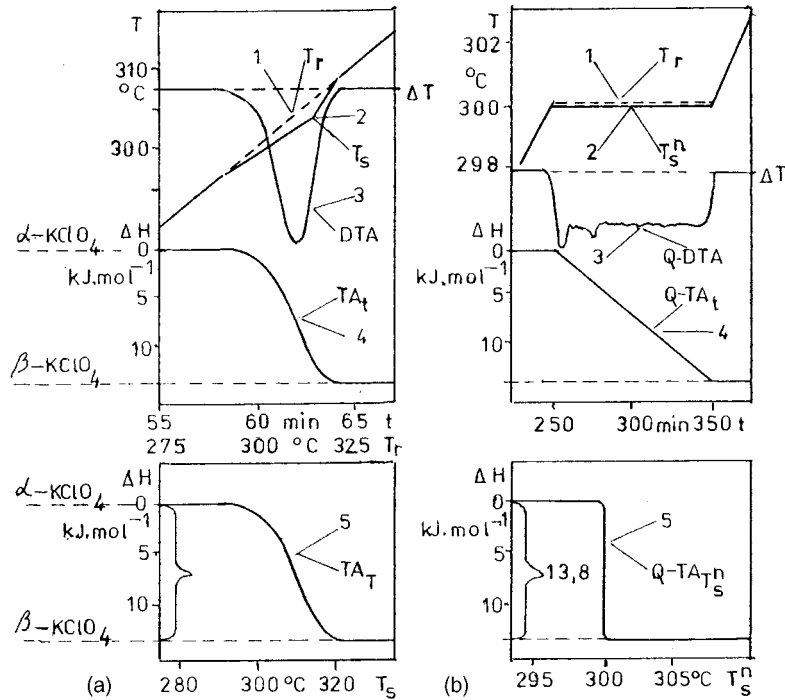 T
310
°C
300
1
Tr
ΔT
2
Ts
3
DTA
α-KClO4
ΔH
0
kJ.mol-1
5
TAt
4
10
β-KClO4
55 60 min 65 t
275 300 °C 325 Tr
α-KClO4
ΔH
0
kJ.mol-1
5
5
TAT
10
β-KClO4
(a) 280 300 °C 320 Ts
T
302
°C
300
298
1
Tr
2
Tsn
ΔT
3
Q-DTA
ΔH
0
kJ.mol-1
5
Q-TAt
4
10
250 300 min 350 t
ΔH
0
kJ.mol-1
5
5
13,8
Q-TATsn
10
(b) 295 300 305°C Tsn